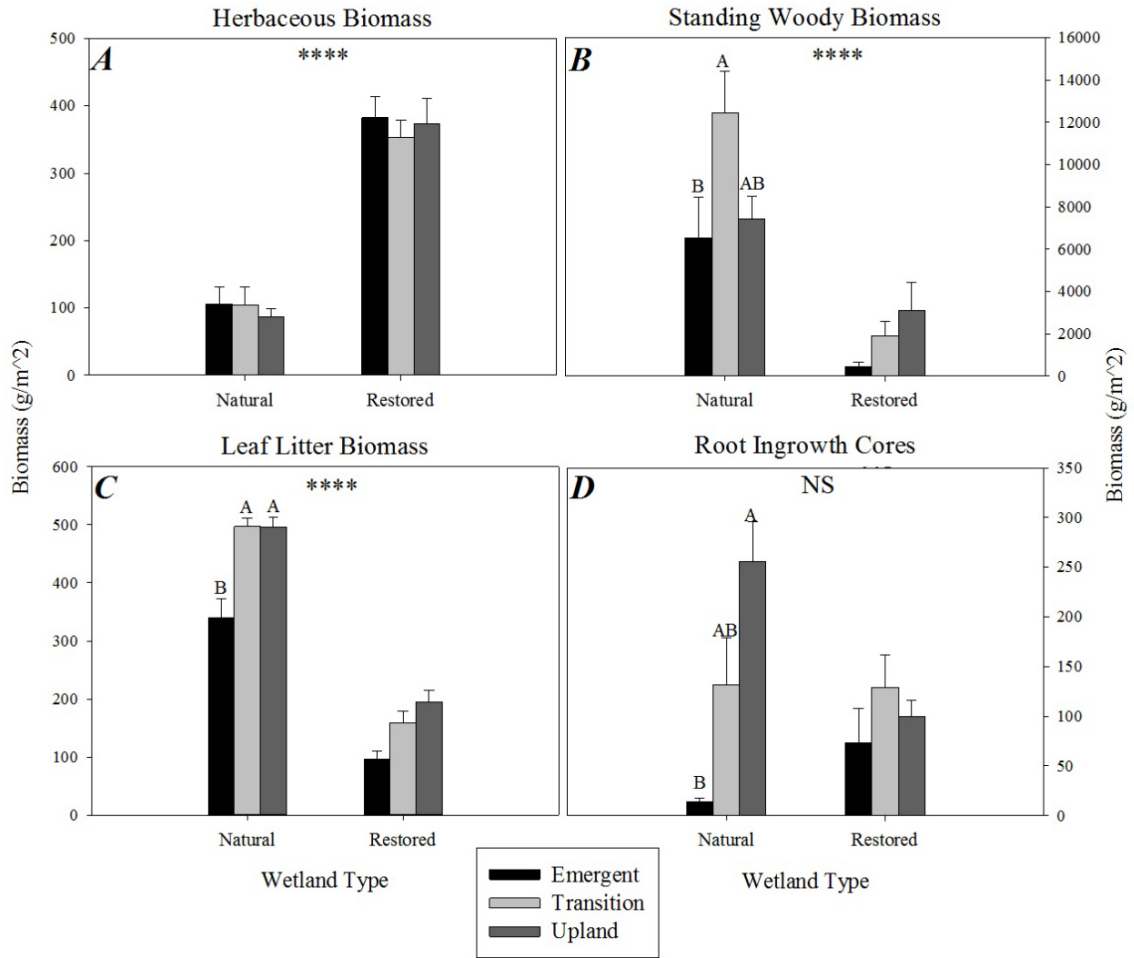 Herbaceous Biomass
Standing Woody Biomass
A
****
500
400
300
200
100
0
Natural
Restored
B
****
A
B
AB
16000
14000
12000
10000
8000
6000
4000
2000
0
Natural
Restored
Biomass (g/m^2)
Biomass (g/m^2)
Leaf Litter Biomass
Root Ingrowth Cores
C
****
600
500
400
300
200
100
0
B
A
A
Natural
Restored
Wetland Type
D
NS
B
AB
A
350
300
250
200
150
100
50
0
Natural
Restored
Wetland Type
Emergent
Transition
Upland